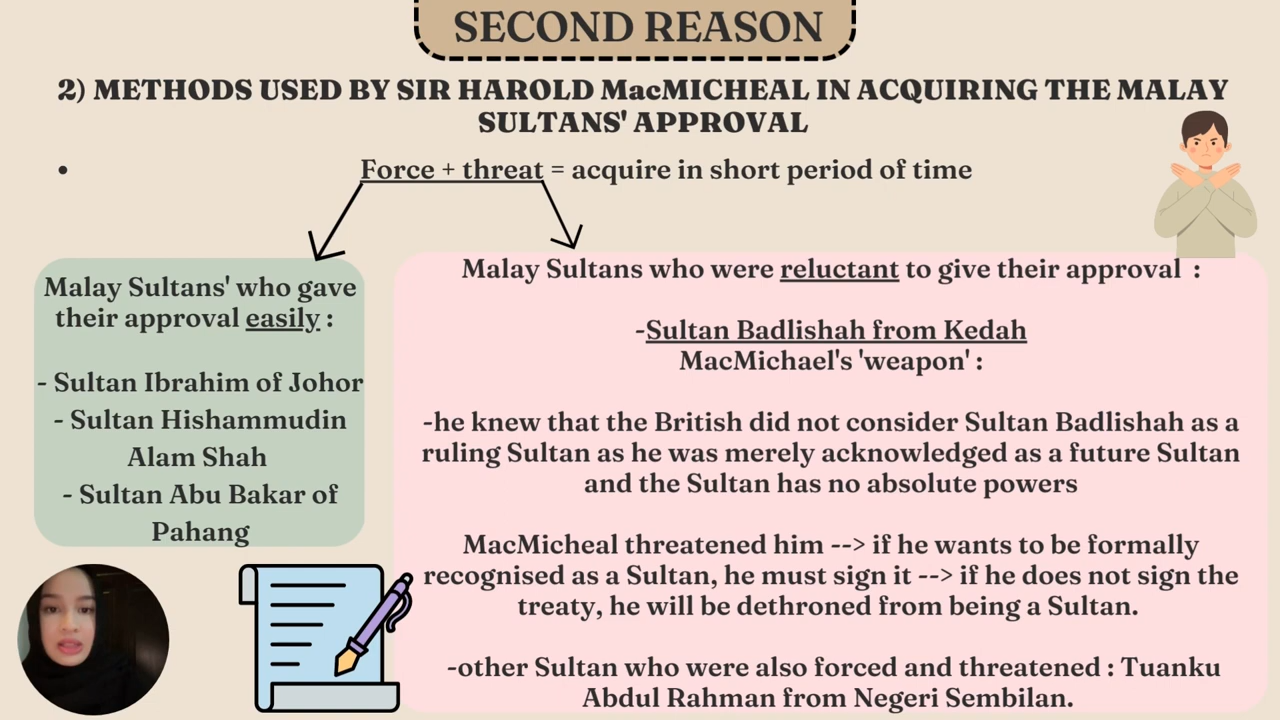 SECOND REASON
2) METHODS USED BY SIR HAROLD MacMICHEAL IN ACQUIRING THE MALAY
SULTANS' APPROVAL
• Force + threat = acquire in short period of time
Malay Sultans' who gave
their approval easily :
- Sultan Ibrahim of Johor
- Sultan Hishammudin
Alam Shah
- Sultan Abu Bakar of
Pahang
Malay Sultans who were reluctant to give their approval :
-Sultan Badlishah from Kedah
MacMichael's 'weapon' :
-he knew that the British did not consider Sultan Badlishah as a
ruling Sultan as he was merely acknowledged as a future Sultan
and the Sultan has no absolute powers
MacMicheal threatened him --> if he wants to be formally
recognised as a Sultan, he must sign it --> if he does not sign the
treaty, he will be dethroned from being a Sultan.
-other Sultan who were also forced and threatened : Tuanku
Abdul Rahman from Negeri Sembilan.